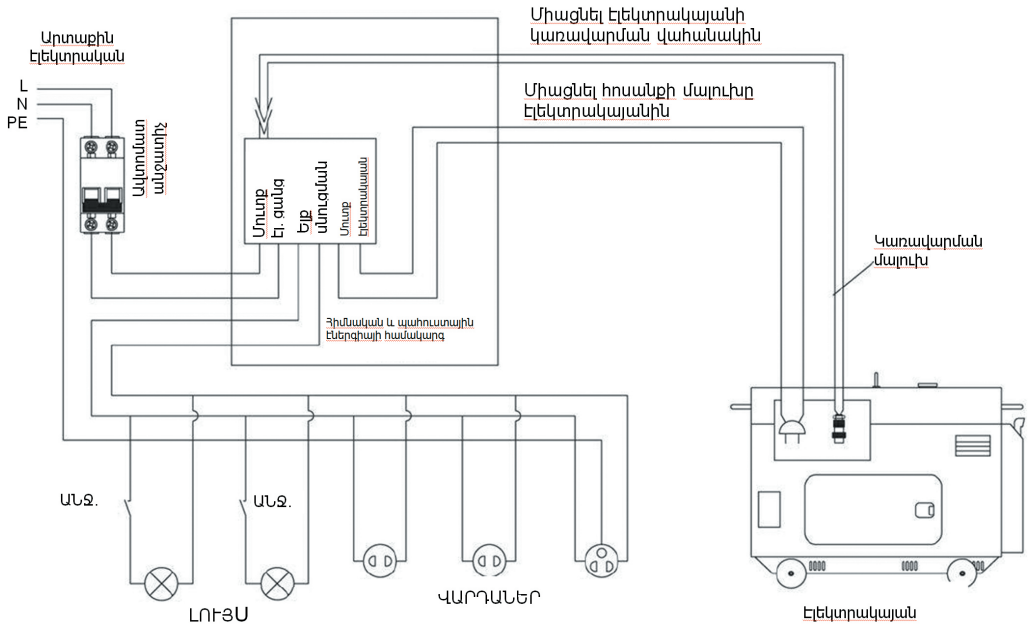 Միացնել էլեկտրակայանի
կառավարման վահանակին
Արտաքին
էլեկտրական
L
N
PE
Միացնել հոսանքի մալուխը
էլեկտրակայանին
Ավտոմատ
անջատիչ
Մուտք
էլ. ցանց
Ելք
սնուցման
Մուտք
էլեկտրակայան
Կառավարման
մալուխ
Հիմնական և պահուստային
էներգիայի համակարգ
ԱՆՋ.
ԱՆՋ.
ԼՈՒՅՍ
ՎԱՐԴԱՆԵՐ
Էլեկտրակայան